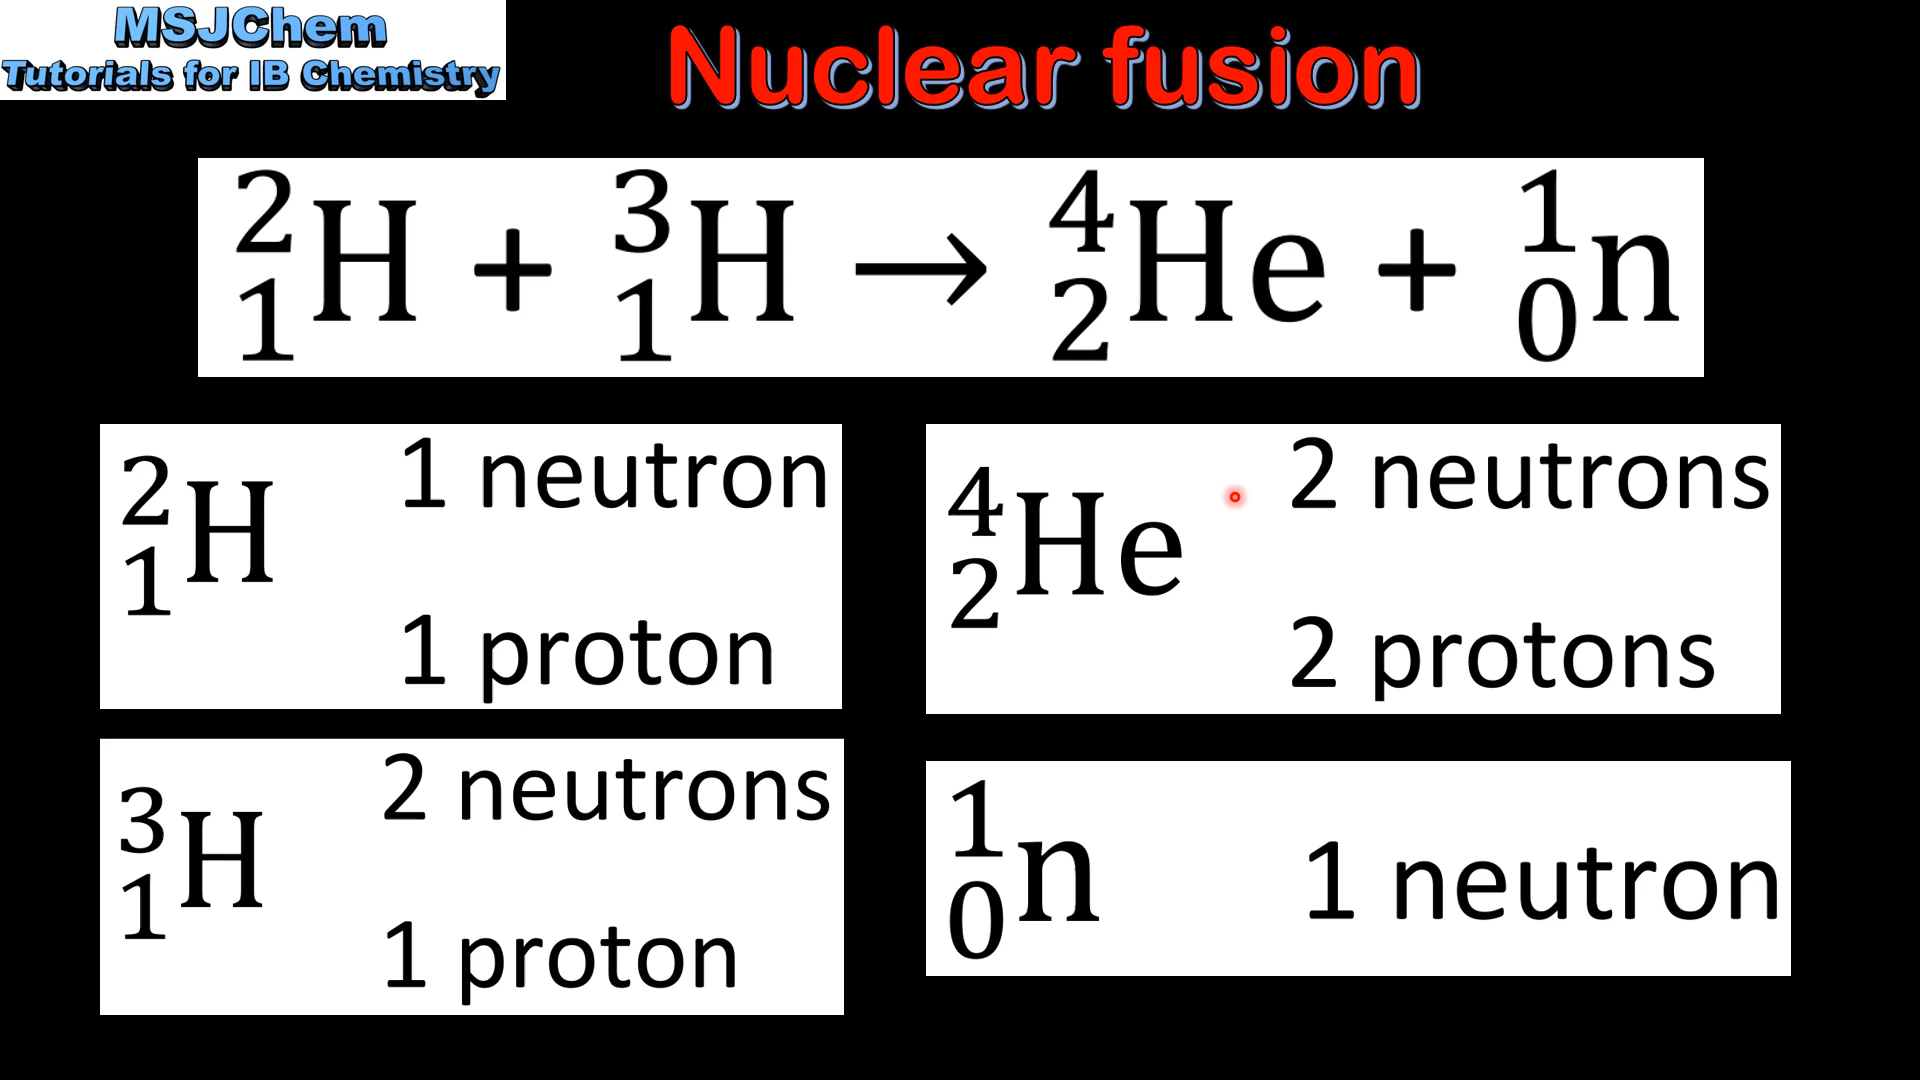 MSJChem
Tutorials for IB Chemistry
Nuclear fusion
²₁H + ³₁H → ⁴₂He + ¹₀n
²₁H 1 neutron
1 proton
⁴₂He 2 neutrons
2 protons
³₁H 2 neutrons
1 proton
¹₀n 1 neutron